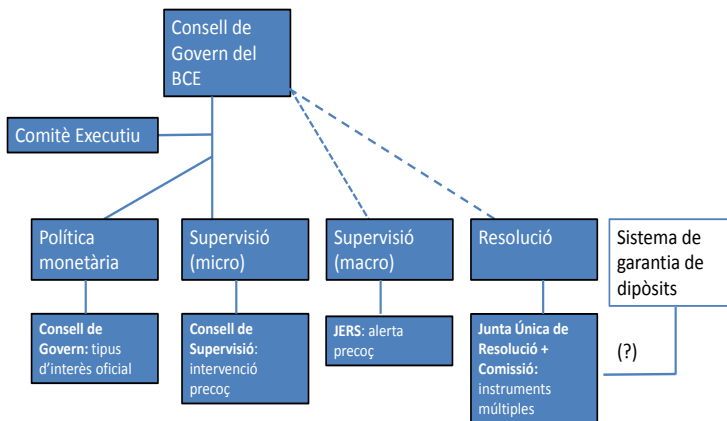 Consell de
Govern del
BCE
Comitè Executiu
Política
monetària
Supervisió
(micro)
Supervisió
(macro)
Resolució
Sistema de
garantia de
dipòsits
Consell de
Govern: tipus
d'interès oficial
Consell de
Supervisió:
intervenció
precoç
JERS: alerta
precoç
Junta Única de
Resolució +
Comissió:
instruments
múltiples
(?)